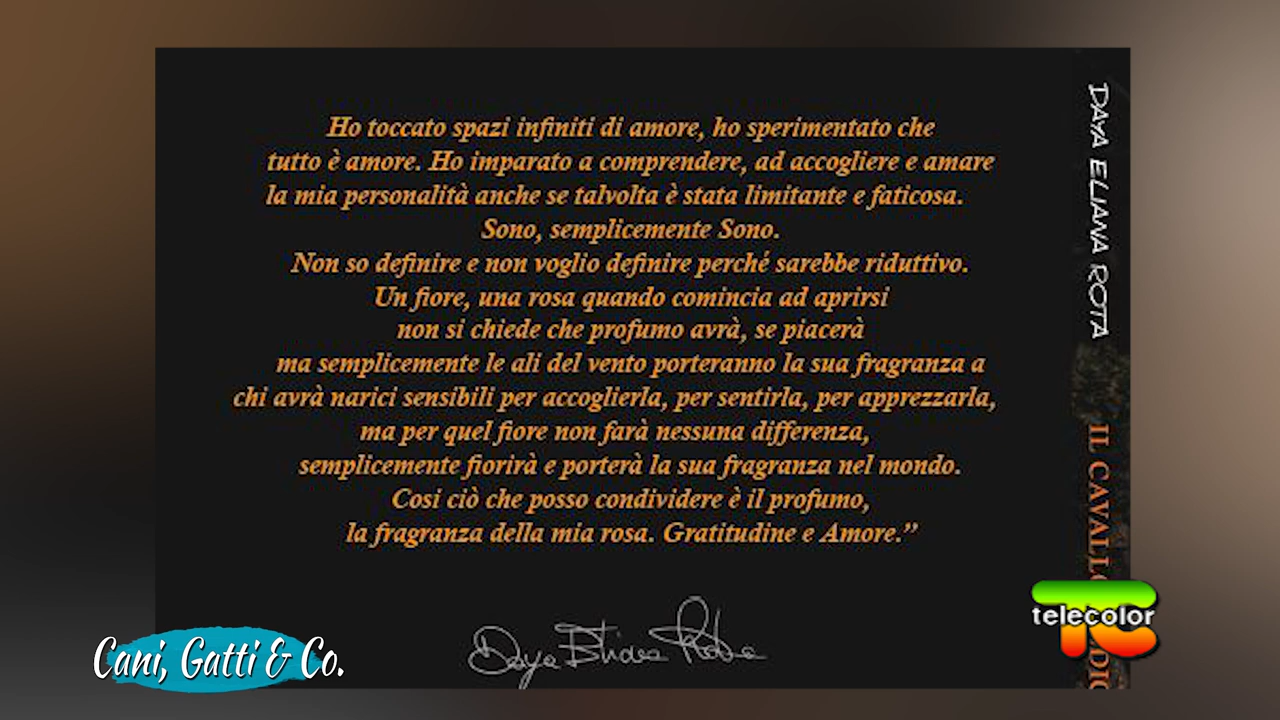 Ho toccato spazi infiniti di amore, ho sperimentato che
tutto è amore. Ho imparato a comprendere, ad accogliere e amare
la mia personalità anche se talvolta è stata limitante e faticosa.
Sono, semplicemente Sono.
Non so definire e non voglio definire perché sarebbe riduttivo.
Un fiore, una rosa quando comincia ad aprirsi
non si chiede che profumo avrà, se piacerà
ma semplicemente le ali del vento porteranno la sua fragranza a
chi avrà narici sensibili per accoglierla, per sentirla, per apprezzarla,
ma per quel fiore non farà nessuna differenza,
semplicemente fiorirà e porterà la sua fragranza nel mondo.
Cosi ciò che posso condividere è il profumo,
la fragranza della mia rosa. Gratitudine e Amore.”
Daya Eliana Rota
DAYA ELIANA ROTA
IL CAVALLO
Cani, Gatti & Co.
TC
telecolor